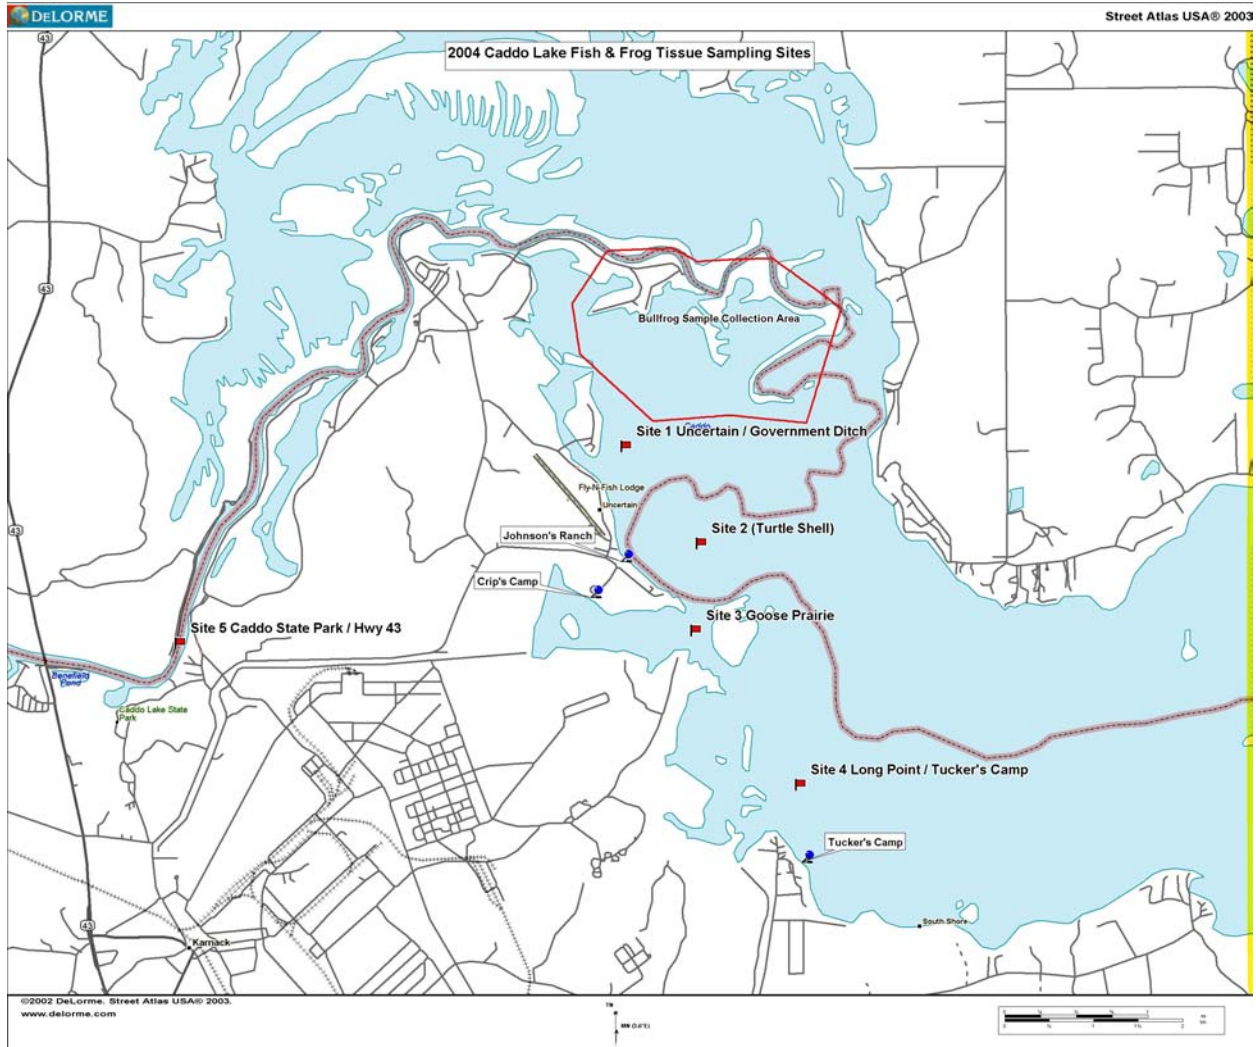 DELORME
Street Atlas USA® 2003
43
2004 Caddo Lake Fish & Frog Tissue Sampling Sites
43
Bullfrog Sample Collection Area
Caddo
Site 1 Uncertain / Government Ditch
Fly-N-Fish Lodge
Uncertain
43
Site 2 (Turtle Shell)
Johnson's Ranch
Crip's Camp
Site 3 Goose Prairie
Site 5 Caddo State Park / Hwy 43
Benefield
Pond
Caddo Lake State
Park
Site 4 Long Point / Tucker's Camp
Tucker's Camp
South Shore
43
Karnack
©2002 DeLorme. Street Atlas USA® 2003.
www.delorme.com
TN